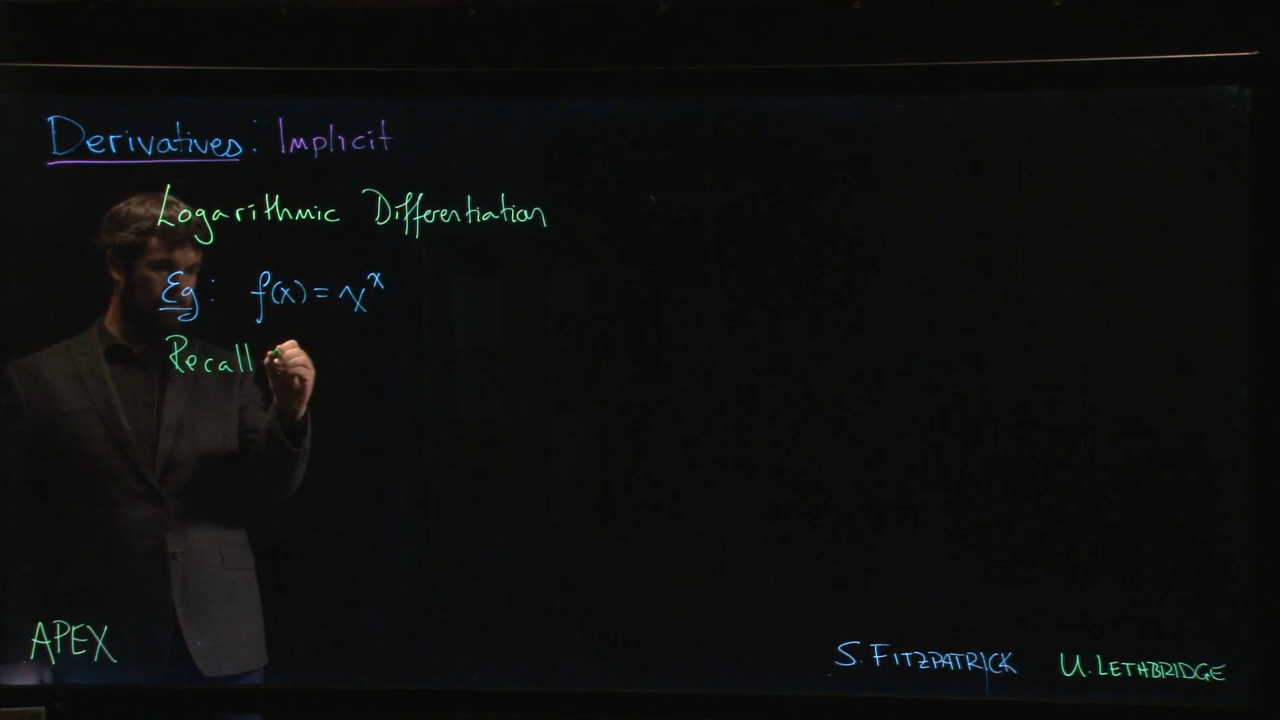 Derivatives: Implicit
Logarithmic Differentiation
Eg: f(x) = x^x
Recall
APEX
S. FITZPATRICK
U. LETHBRIDGE